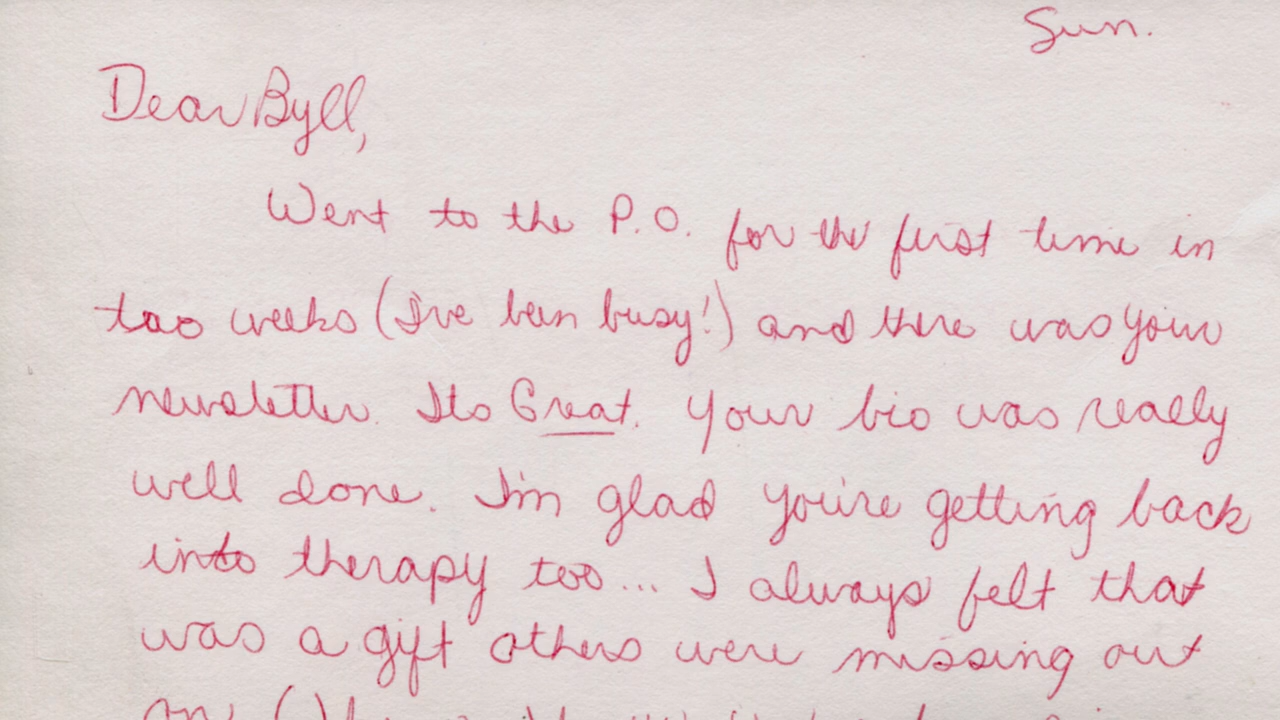 Sun.
Dear Byll,
Went to the P.O. for the first time in
two weeks (I've been busy!) and there was your
newsletter. Its Great. Your bio was really
well done. I'm glad you're getting back
into therapy too... I always felt that
was a gift others were missing out
on